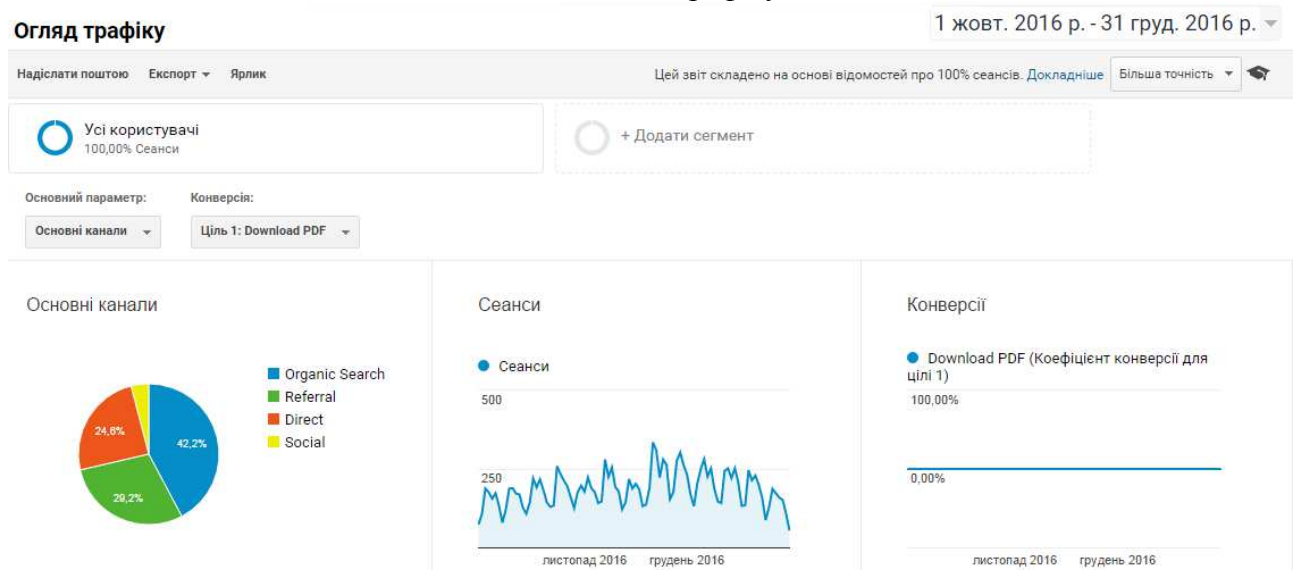 Огляд трафіку
1 жовт. 2016 р. - 31 груд. 2016 р.
Надіслати поштою Експорт Ярлик
Цей звіт складено на основі відомостей про 100% сеансів. Докладніше Більша точність
Усі користувачі
100,00% Сеанси
+ Додати сегмент
Основний параметр: Конверсія:
Основні канали Ціль 1: Download PDF
Основні канали
Organic Search
Referral
Direct
Social
24,6%
42,2%
29,2%
Сеанси
Сеанси
500
250
листопад 2016 грудень 2016
Конверсії
Download PDF (Коефіцієнт конверсії для
цілі 1)
100,00%
0,00%
листопад 2016 грудень 2016